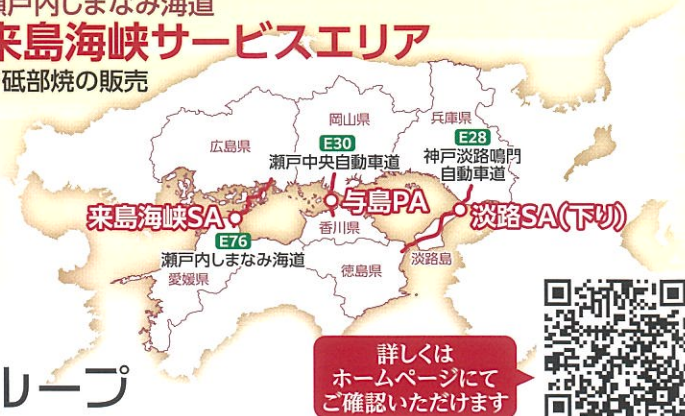 瀬戸内しまなみ海道
来島海峡サービスエリア
砥部焼の販売
岡山県
兵庫県
広島県
E30
瀬戸中央自動車道
E28
神戸淡路鳴門
自動車道
来島海峡SA
与島PA
淡路SA(下り)
E76
瀬戸内しまなみ海道
香川県
淡路島
愛媛県
徳島県
詳しくは
ホームページにて
ご確認いただけます
ループ